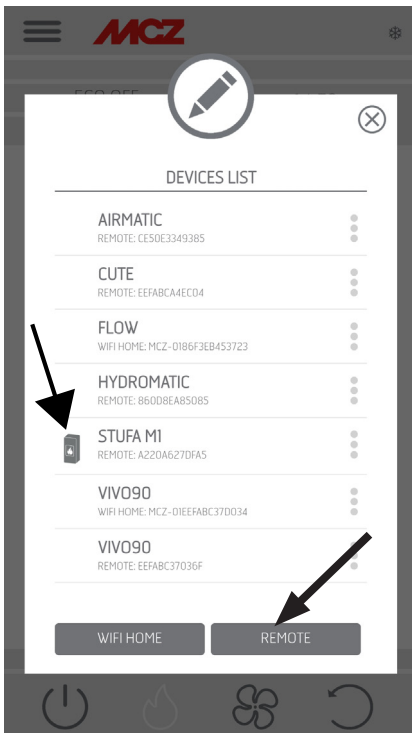 MCZ
DEVICES LIST
AIRMATIC
REMOTE: CE50E3349385
CUTE
REMOTE: EEFABCA4EC04
FLOW
WIFI HOME: MCZ-0186F3EB453723
HYDROMATIC
REMOTE: 860D8EA85085
STUFA M1
REMOTE: A220A627DFA5
VIVO90
WIFI HOME: MCZ-01EEFABC37D034
VIVO90
REMOTE: EEFABC37036F
WIFI HOME
REMOTE